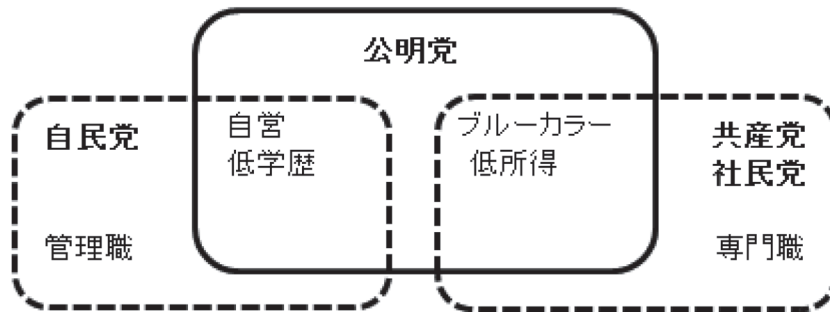 公明党
自民党
自営
低学歴
管理職
ブルーカラー
低所得
共産党
社民党
専門職